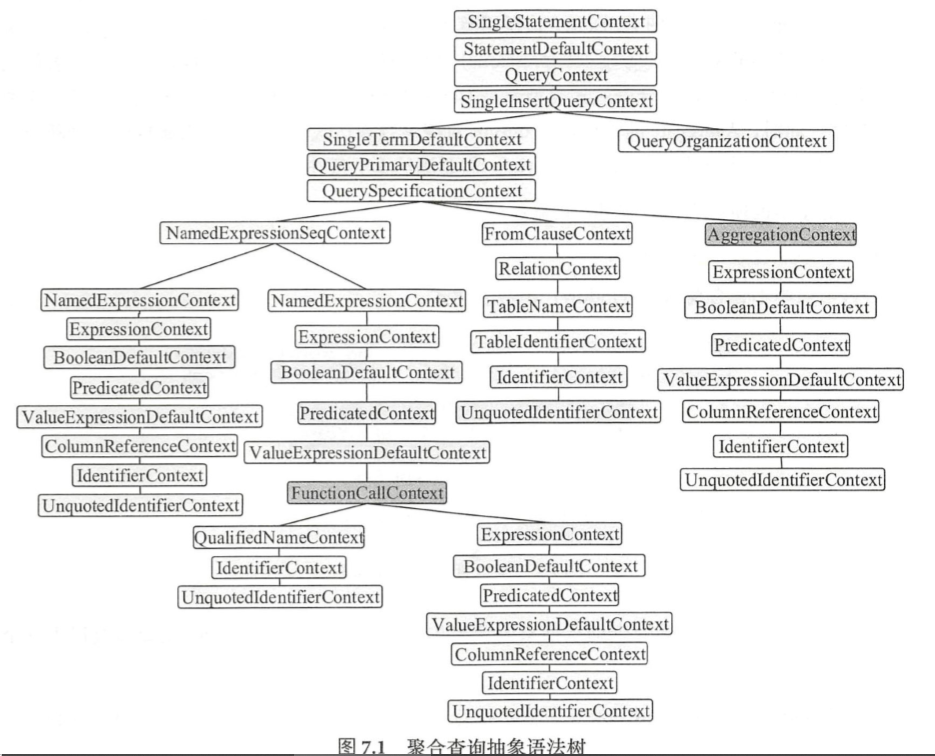 SingleStatementContext
StatementDefaultContext
QueryContext
SingleInsertQueryContext
SingleTermDefaultContext
QueryOrganizationContext
QueryPrimaryDefaultContext
QuerySpecificationContext
NamedExpressionSeqContext
FromClauseContext
AggregationContext
RelationContext
ExpressionContext
NamedExpressionContext
NamedExpressionContext
TableNameContext
BooleanDefaultContext
ExpressionContext
ExpressionContext
TableIdentifierContext
PredicatedContext
BooleanDefaultContext
BooleanDefaultContext
IdentifierContext
ValueExpressionDefaultContext
PredicatedContext
PredicatedContext
UnquotedIdentifierContext
ColumnReferenceContext
ValueExpressionDefaultContext
ColumnReferenceContext
ValueExpressionDefaultContext
IdentifierContext
IdentifierContext
FunctionCallContext
UnquotedIdentifierContext
UnquotedIdentifierContext
QualifiedNameContext
ExpressionContext
IdentifierContext
BooleanDefaultContext
UnquotedIdentifierContext
PredicatedContext
ValueExpressionDefaultContext
ColumnReferenceContext
IdentifierContext
UnquotedIdentifierContext
图 7.1 聚合查询抽象语法树